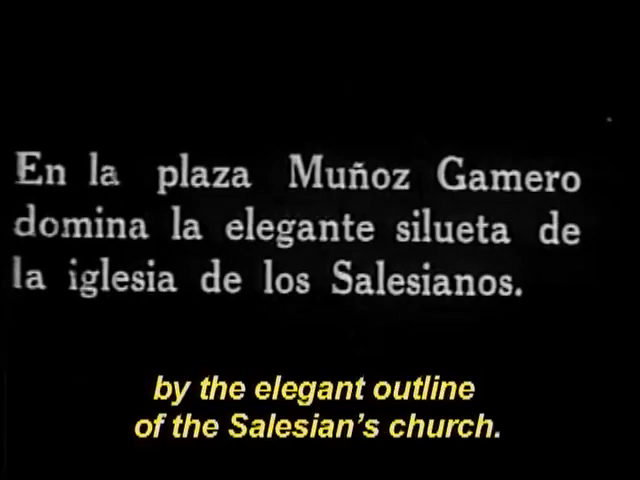 En la plaza Muñoz Gamero
domina la elegante silueta de
la iglesia de los Salesianos.
by the elegant outline
of the Salesian's church.